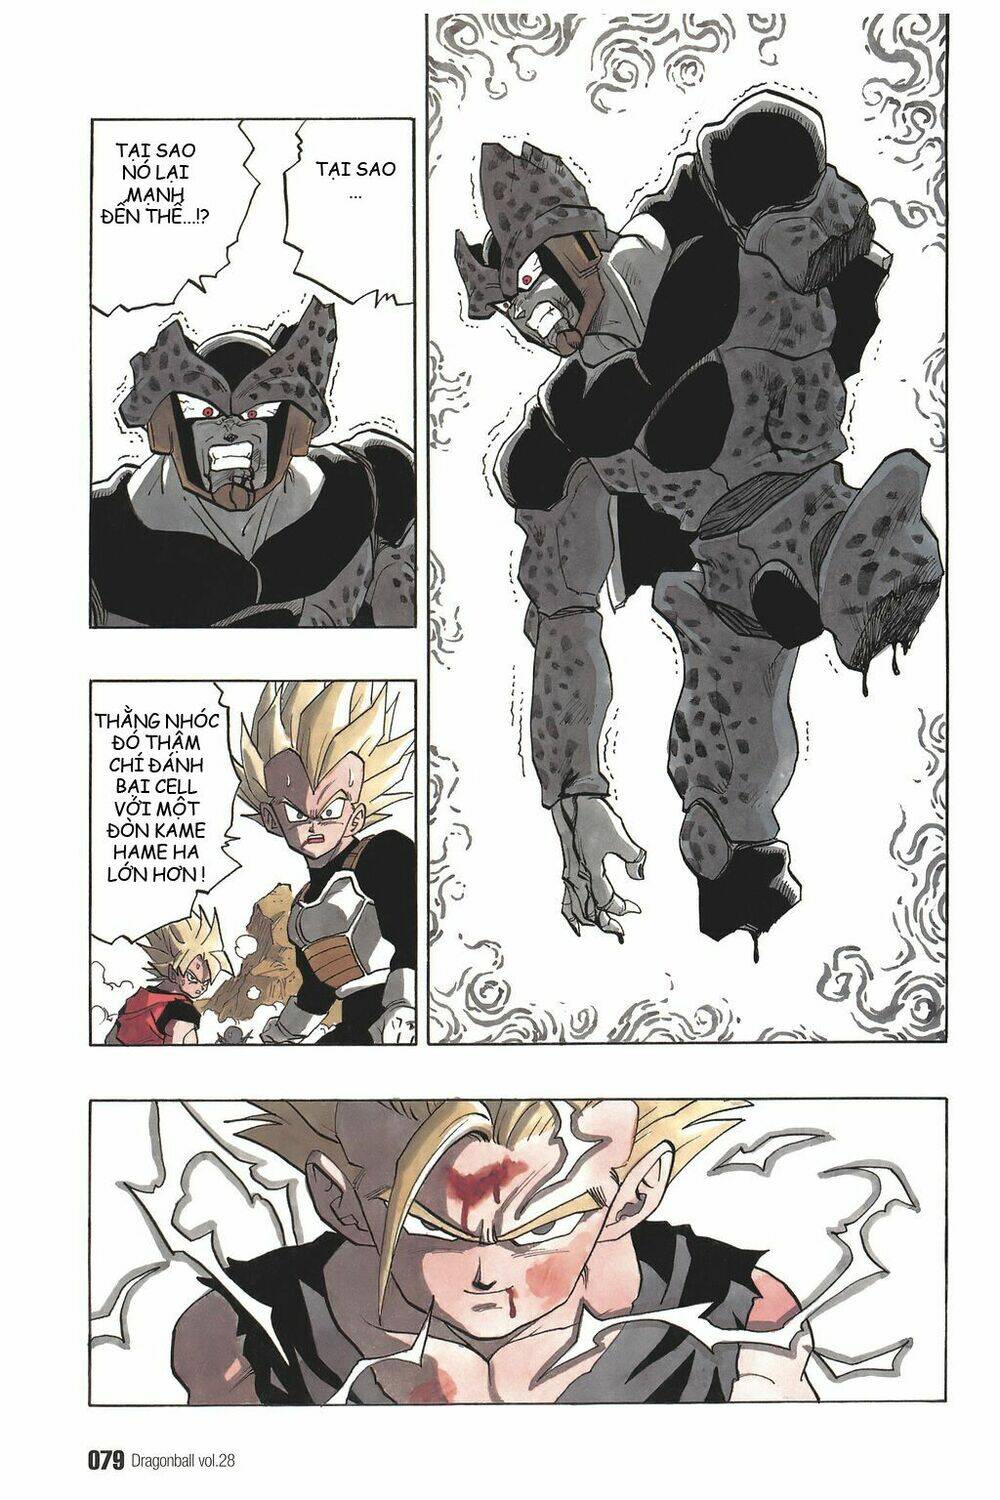 TẠI SAO
...
TẠI SAO
NÓ LẠI
MẠNH
ĐẾN THẾ...!?
THẰNG NHÓC
ĐÓ THẬM
CHÍ ĐÁNH
BẠI CELL
VỚI MỘT
ĐÒN KAME
HAME HA
LỚN HƠN !
079 Dragonball vol.28